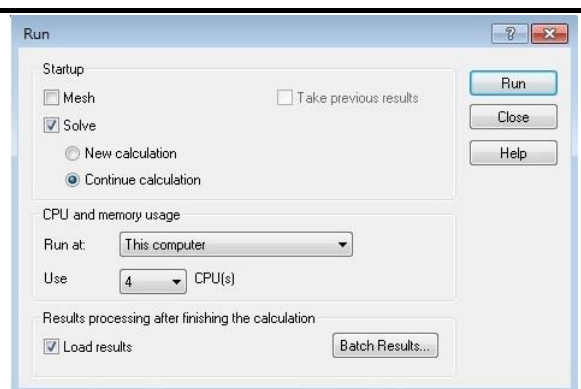 Run
Startup
Mesh
Take previous results
Solve
New calculation
Continue calculation
CPU and memory usage
Run at: This computer
Use 4 CPU(s)
Results processing after finishing the calculation
Load results
Batch Results...
?
Run
Close
Help